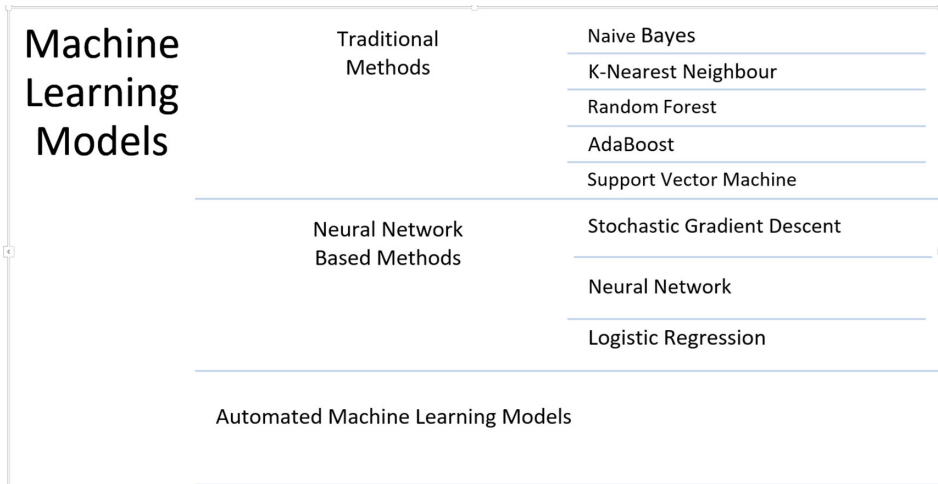 Machine
Learning
Models
Traditional
Methods
Naive Bayes
K-Nearest Neighbour
Random Forest
AdaBoost
Support Vector Machine
Neural Network
Based Methods
Stochastic Gradient Descent
Neural Network
Logistic Regression
Automated Machine Learning Models